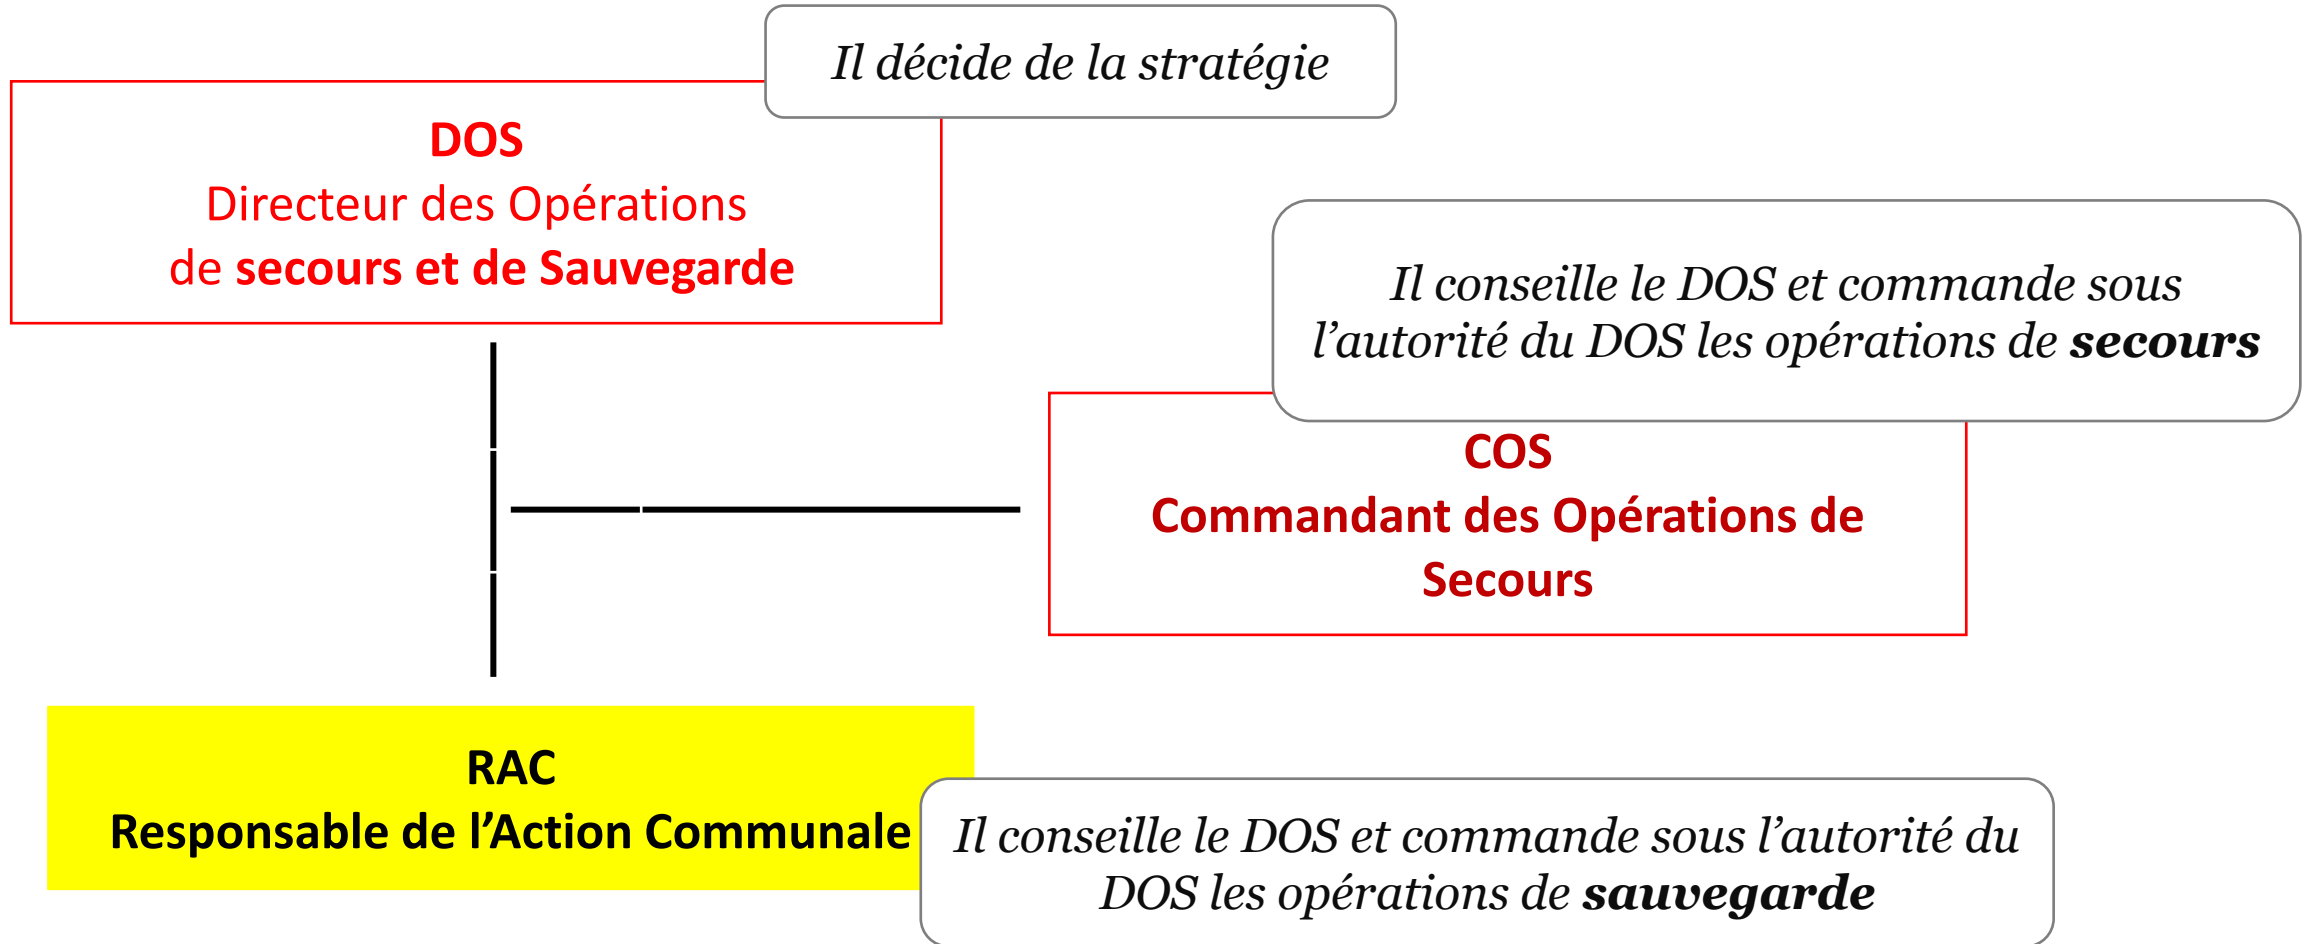 Il décide de la stratégie
DOS
Directeur des Opérations
de secours et de Sauvegarde
Il conseille le DOS et commande sous
l’autorité du DOS les opérations de secours
COS
Commandant des Opérations de
Secours
RAC
Responsable de l’Action Communale
Il conseille le DOS et commande sous l’autorité du
DOS les opérations de sauvegarde